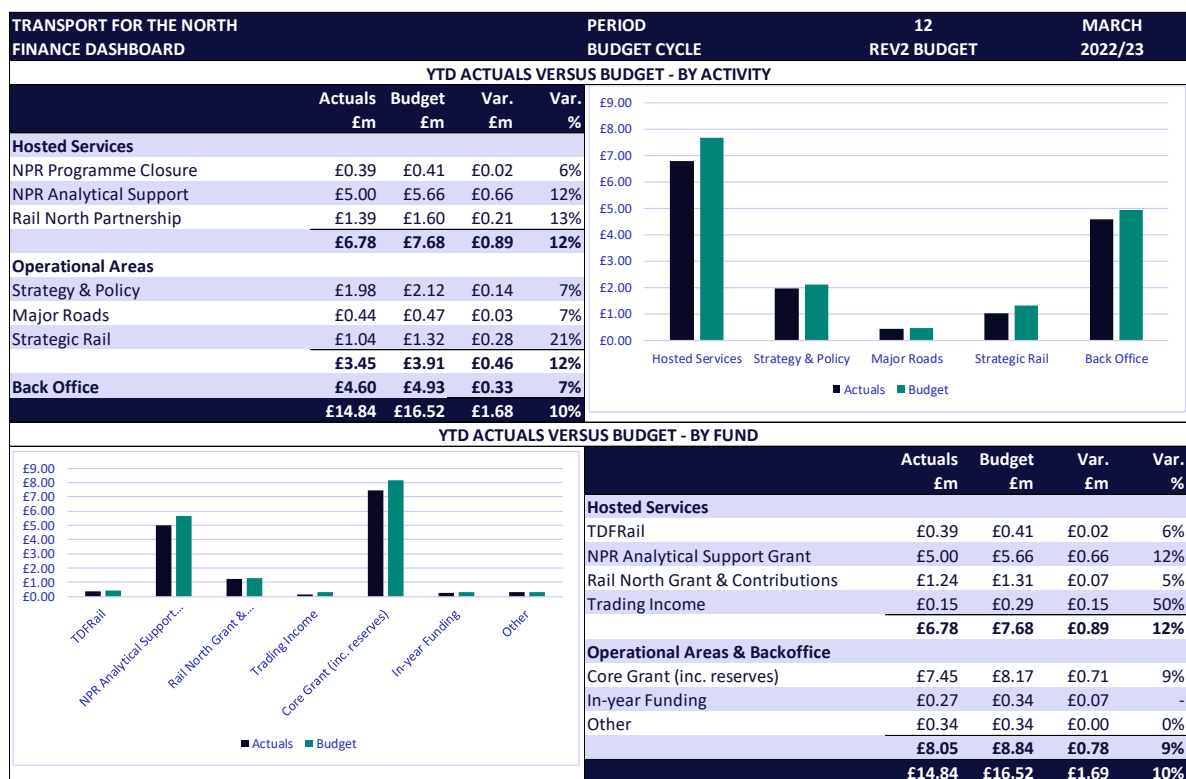 TRANSPORT FOR THE NORTH PERIOD 12 MARCH
FINANCE DASHBOARD BUDGET CYCLE REV2 BUDGET 2022/23
YTD ACTUALS VERSUS BUDGET - BY ACTIVITY
Actuals Budget Var. Var.
£m £m £m %
Hosted Services
NPR Programme Closure £0.39 £0.41 £0.02 6%
NPR Analytical Support £5.00 £5.66 £0.66 12%
Rail North Partnership £1.39 £1.60 £0.21 13%
£6.78 £7.68 £0.89 12%
Operational Areas
Strategy & Policy £1.98 £2.12 £0.14 7%
Major Roads £0.44 £0.47 £0.03 7%
Strategic Rail £1.04 £1.32 £0.28 21%
£3.45 £3.91 £0.46 12%
Back Office £4.60 £4.93 £0.33 7%
£14.84 £16.52 £1.68 10%
£9.00
£8.00
£7.00
£6.00
£5.00
£4.00
£3.00
£2.00
£1.00
£0.00
Hosted Services Strategy & Policy Major Roads Strategic Rail Back Office
Actuals Budget
YTD ACTUALS VERSUS BUDGET - BY FUND
£9.00
£8.00
£7.00
£6.00
£5.00
£4.00
£3.00
£2.00
£1.00
£0.00
TDFRail
NPR Analytical Support...
Rail North Grant &...
Trading Income
Core Grant (inc. reserves)
In-year Funding
Other
Actuals Budget
Actuals Budget Var. Var.
£m £m £m %
Hosted Services
TDFRail £0.39 £0.41 £0.02 6%
NPR Analytical Support Grant £5.00 £5.66 £0.66 12%
Rail North Grant & Contributions £1.24 £1.31 £0.07 5%
Trading Income £0.15 £0.29 £0.15 50%
£6.78 £7.68 £0.89 12%
Operational Areas & Backoffice
Core Grant (inc. reserves) £7.45 £8.17 £0.71 9%
In-year Funding £0.27 £0.34 £0.07 -
Other £0.34 £0.34 £0.00 0%
£8.05 £8.84 £0.78 9%
£14.84 £16.52 £1.69 10%